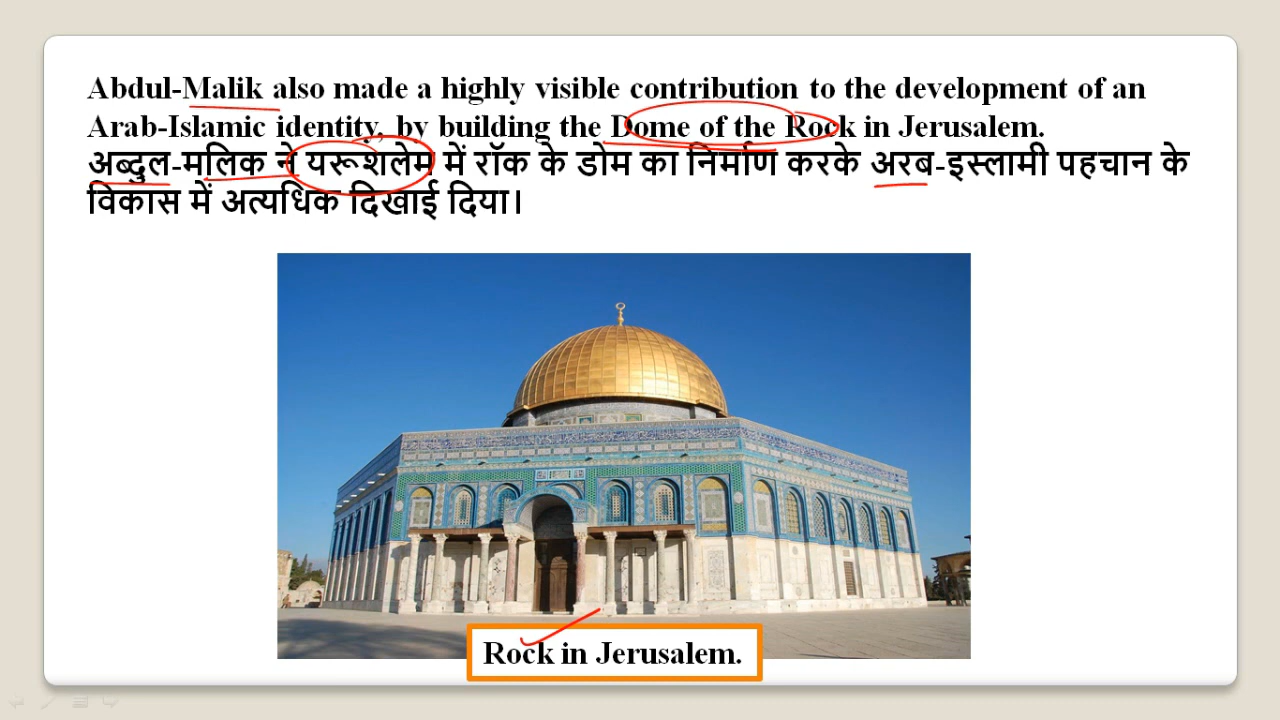 Abdul-Malik also made a highly visible contribution to the development of an
Arab-Islamic identity, by building the Dome of the Rock in Jerusalem.
अब्दुल-मलिक ने यरूशलेम में रॉक के डोम का निर्माण करके अरब-इस्लामी पहचान के
विकास में अत्यधिक दिखाई दिया।
Rock in Jerusalem.